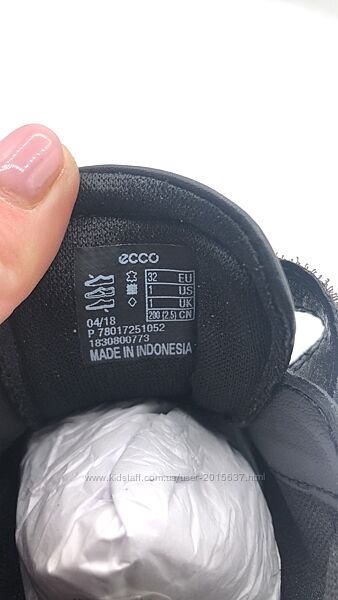 ecco
32 EU
1 US
1 UK
200 (2.5) CN
04/18
P 78017251052
1830800773
MADE IN INDONESIA
www.kidstaff.com.ua/user-2015637.html